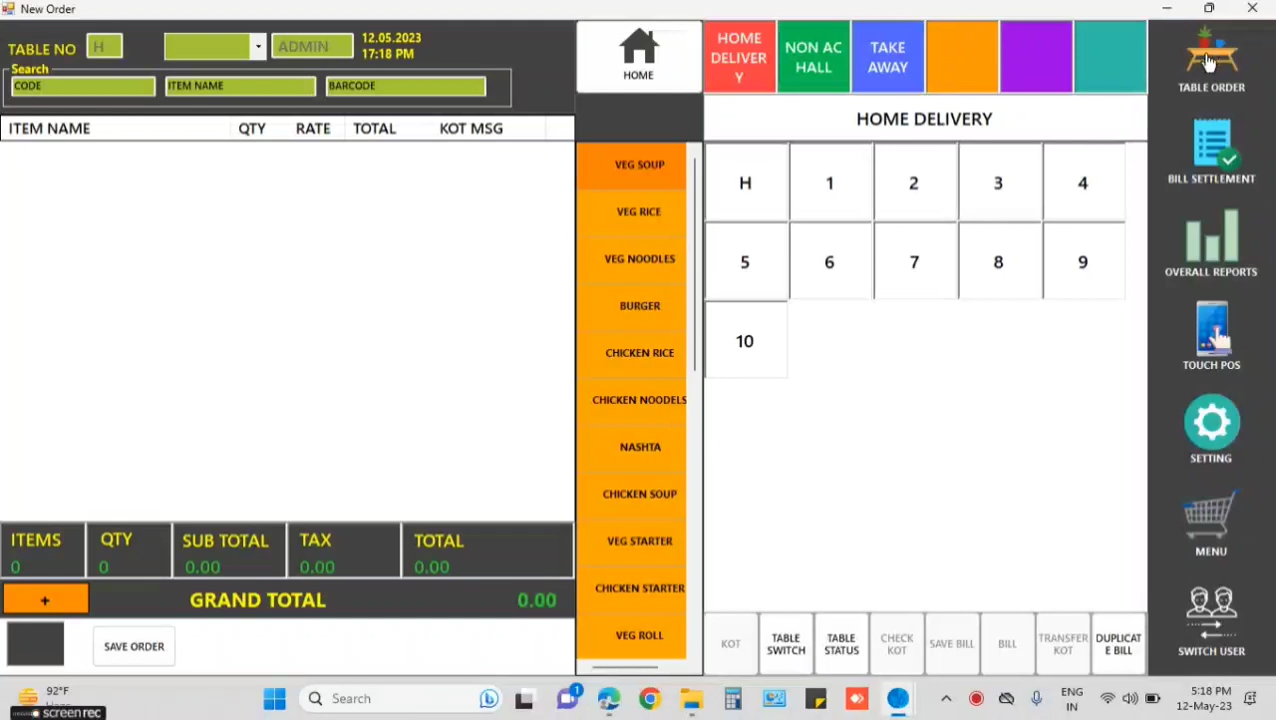 New Order
TABLE NO
H
ADMIN
12.05.2023
17:18 PM
Search
CODE
ITEM NAME
BARCODE
ITEM NAME QTY RATE TOTAL KOT MSG
ITEMS QTY SUB TOTAL TAX TOTAL
0 0 0.00 0.00 0.00
+ GRAND TOTAL 0.00
SAVE ORDER
HOME
VEG SOUP
VEG RICE
VEG NOODLES
BURGER
CHICKEN RICE
CHICKEN NOODELS
NASHTA
CHICKEN SOUP
VEG STARTER
CHICKEN STARTER
VEG ROLL
HOME
DELIVER
Y
NON AC
HALL
TAKE
AWAY
HOME DELIVERY
H 1 2 3 4
5 6 7 8 9
10
KOT
TABLE
SWITCH
TABLE
STATUS
CHECK
KOT
SAVE BILL
BILL
TRANSFER
KOT
DUPLICAT
E BILL
TABLE ORDER
BILL SETTLEMENT
OVERALL REPORTS
TOUCH POS
SETTING
MENU
SWITCH USER
92°F
screen rec
Search
1
ENG
IN
5:18 PM
12-May-23